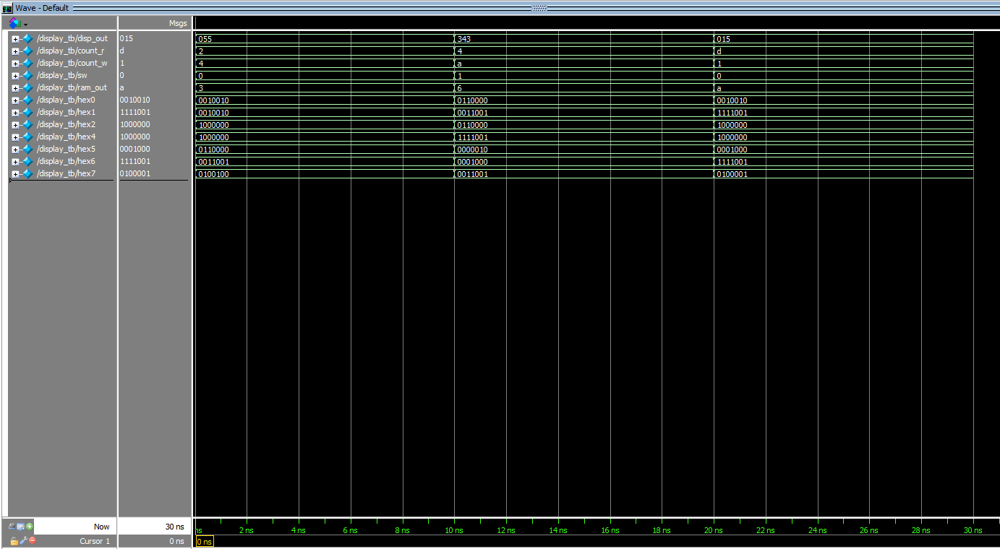 Wave - Default
Msgs
/display_tb/disp_out 015 055 343 015
/display_tb/count_r d 2 4 d
/display_tb/count_w 1 4 a 1
/display_tb/sw 0 0 1 0
/display_tb/ram_out a 3 6 a
/display_tb/hex0 0010010 0010010 0110000 0010010
/display_tb/hex1 1111001 0010010 0011001 1111001
/display_tb/hex2 1000000 1000000 0110000 1000000
/display_tb/hex4 1000000 1000000 1111001 1000000
/display_tb/hex5 0001000 0110000 0000010 0001000
/display_tb/hex6 1111001 0011001 0001000 1111001
/display_tb/hex7 0100001 0100100 0011001 0100001
Now 30 ns ns 2 ns 4 ns 6 ns 8 ns 10 ns 12 ns 14 ns 16 ns 18 ns 20 ns 22 ns 24 ns 26 ns 28 ns 30 ns
Cursor 1 0 ns 0 ns